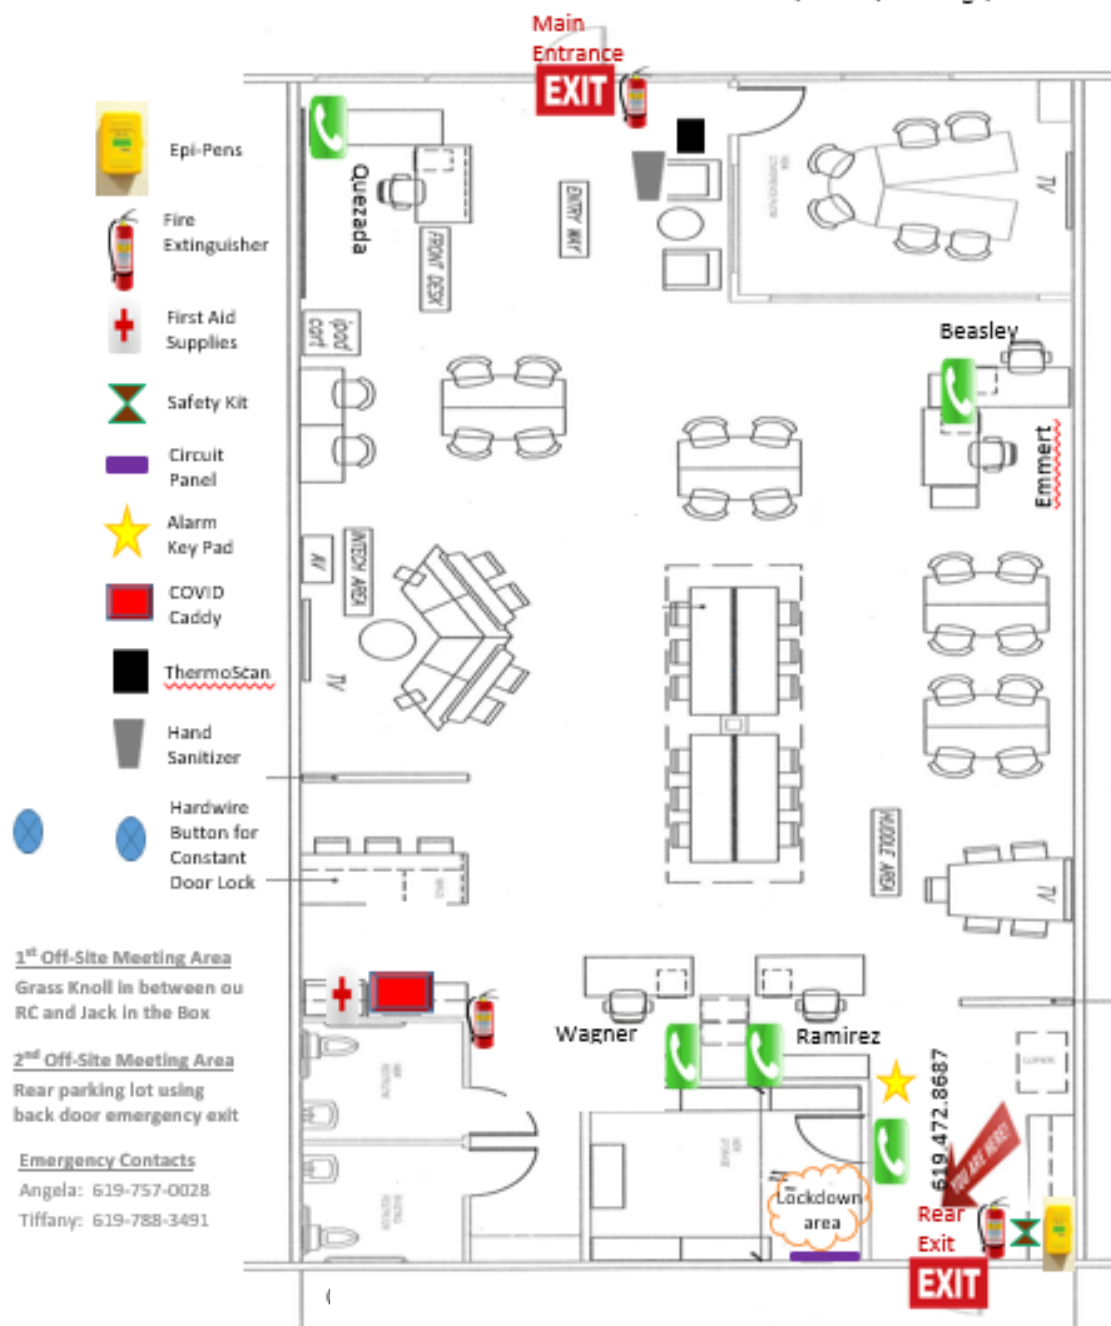 Main
Entrance
EXIT
Epi-Pens
Fire
Extinguisher
First Aid
Supplies
Safety Kit
Circuit
Panel
Alarm
Key Pad
COVID
Caddy
ThermoScan
Hand
Sanitizer
Hardwire
Button for
Constant
Door Lock
1st Off-Site Meeting Area
Grass Knoll in between ou
RC and Jack in the Box
2nd Off-Site Meeting Area
Rear parking lot using
back door emergency exit
Emergency Contacts
Angela: 619-757-0028
Tiffany: 619-788-3491
Quezada
FRONT DESK
ENTRY WAY
TV
ipad
cart
Beasley
Emmert
AV
INTECH AREA
TV
HUDDLE AREA
TV
Wagner
Ramirez
619.472.8687
YOU ARE HERE!
Lockdown
area
Rear
Exit
EXIT